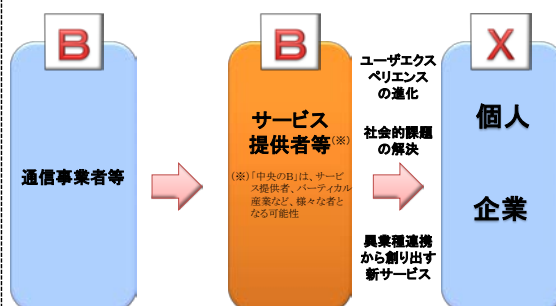 B
B
X
通信事業者等
サービス
提供者等(※)
(※)「中央のB」は、サービ
ス提供者、バーティカル
産業など、様々な者と
なる可能性
ユーザエクス
ペリエンス
の進化
社会的課題
の解決
異業種連携
から創り出す
新サービス
個人
企業